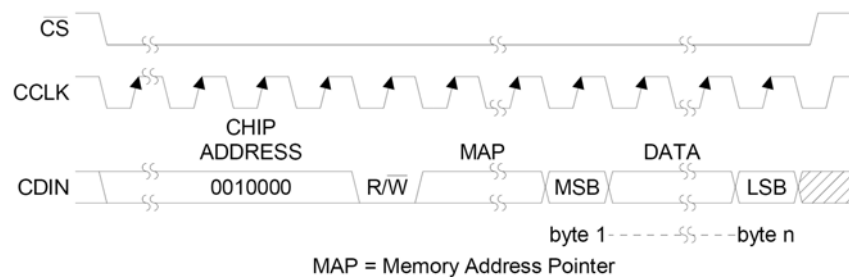 CS
CCLK
CHIP
ADDRESS
MAP
DATA
CDIN
0010000
R/W
MSB
LSB
byte 1
byte n
MAP = Memory Address Pointer